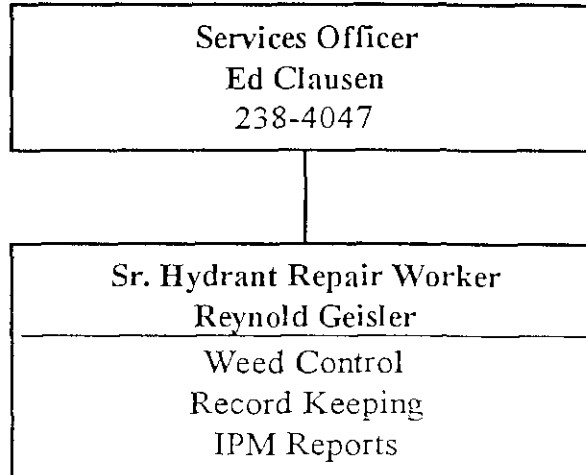 Services Officer
Ed Clausen
238-4047
Sr. Hydrant Repair Worker
Reynold Geisler
Weed Control
Record Keeping
IPM Reports